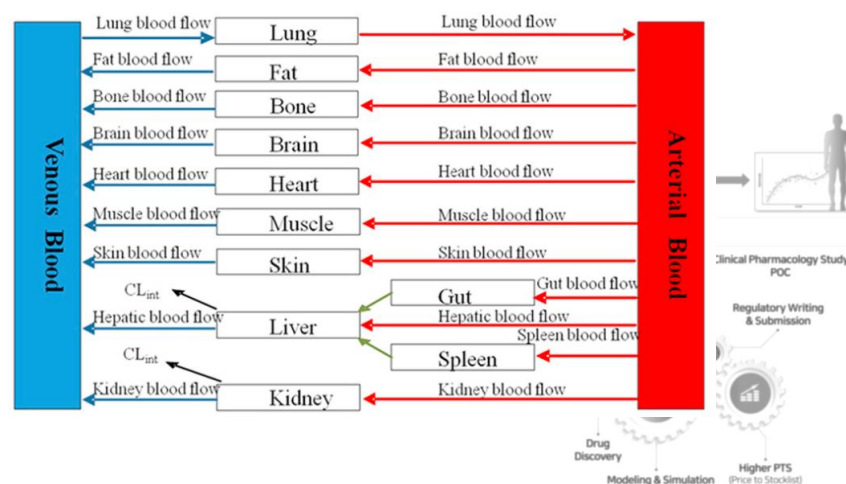 Lung blood flow
Lung
Lung blood flow
Fat blood flow
Fat
Fat blood flow
Bone blood flow
Bone
Bone blood flow
Brain blood flow
Brain
Brain blood flow
Heart blood flow
Heart
Heart blood flow
Muscle blood flow
Muscle
Muscle blood flow
Skin blood flow
Skin
Skin blood flow
CLint
Gut
Gut blood flow
Hepatic blood flow
Liver
Hepatic blood flow
CLint
Spleen
Spleen blood flow
Kidney blood flow
Kidney
Kidney blood flow
Venous Blood
Arterial Blood
Clinical Pharmacology Study
POC
Regulatory Writing
& Submission
Drug
Discovery
Modeling & Simulation
Higher PTS
(Price to Stocklist)